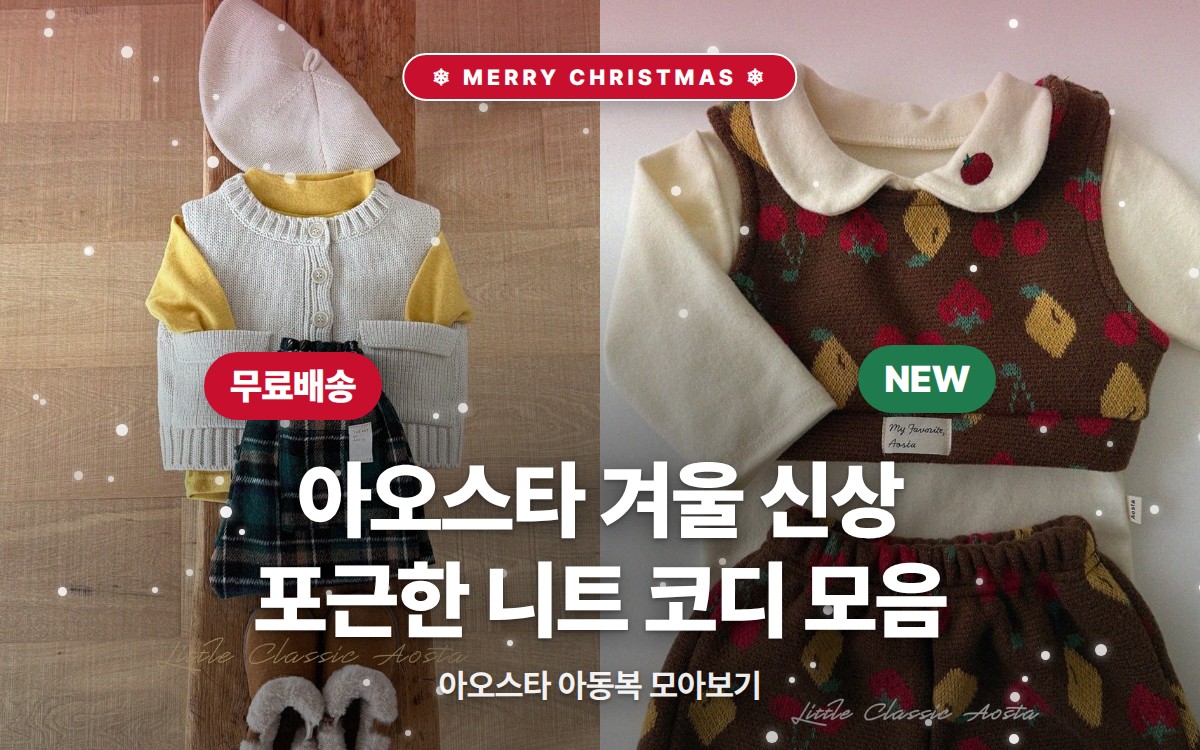 ❄ MERRY CHRISTMAS ❄
무료배송
NEW
My Favorite,
Aosta
Aosta
아오스타 겨울 신상
포근한 니트 코디 모음
Little Classic Aosta
아오스타 아동복 모아보기
Little Classic Aosta